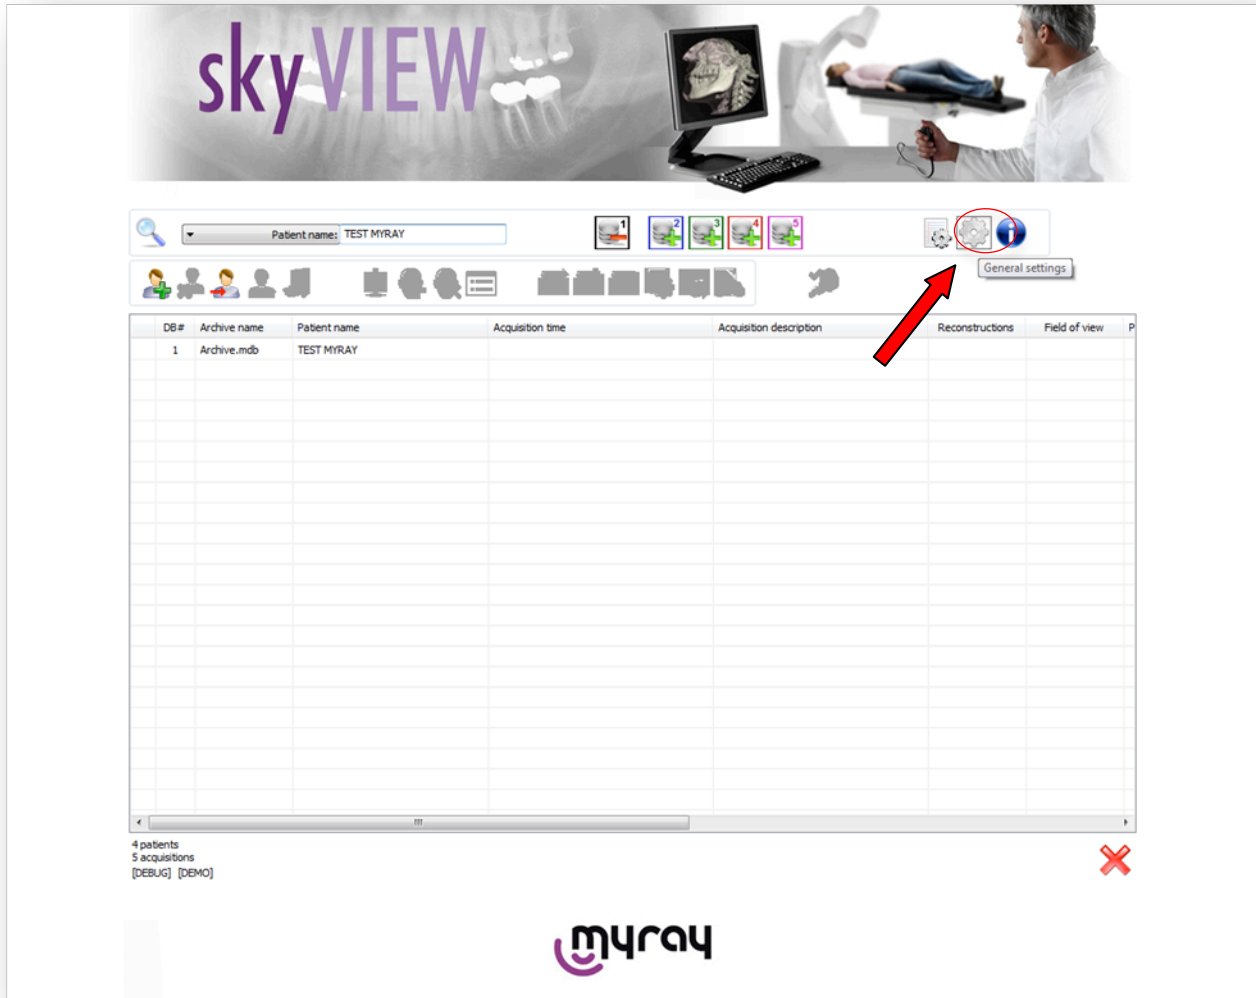 skyVIEW
Patient name: TEST MYRAY
1 2 3 4 5
General settings
DB# Archive name Patient name Acquisition time Acquisition description Reconstructions Field of view P
1 Archive.mdb TEST MYRAY
4 patients
5 acquisitions
[DEBUG] [DEMO]
myray